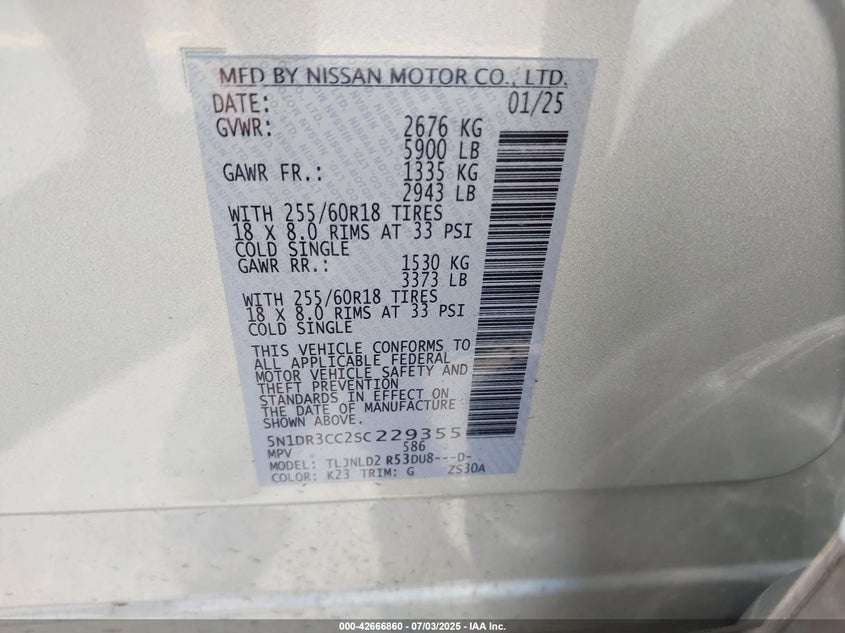 MFD BY NISSAN MOTOR CO., LTD.
DATE: 01/25
GVWR: 2676 KG
5900 LB
GAWR FR.: 1335 KG
2943 LB
WITH 255/60R18 TIRES
18 X 8.0 RIMS AT 33 PSI
COLD SINGLE
GAWR RR.: 1530 KG
3373 LB
WITH 255/60R18 TIRES
18 X 8.0 RIMS AT 33 PSI
COLD SINGLE
THIS VEHICLE CONFORMS TO
ALL APPLICABLE FEDERAL
MOTOR VEHICLE SAFETY AND
THEFT PREVENTION
STANDARDS IN EFFECT ON
THE DATE OF MANUFACTURE
SHOWN ABOVE.
5N1DR3CC2SC229355
MPV 586
MODEL: TLJNLD2 R53DU8---D-
COLOR: K23 TRIM: G ZS30A
000-42666860 - 07/03/2025 - IAA Inc.